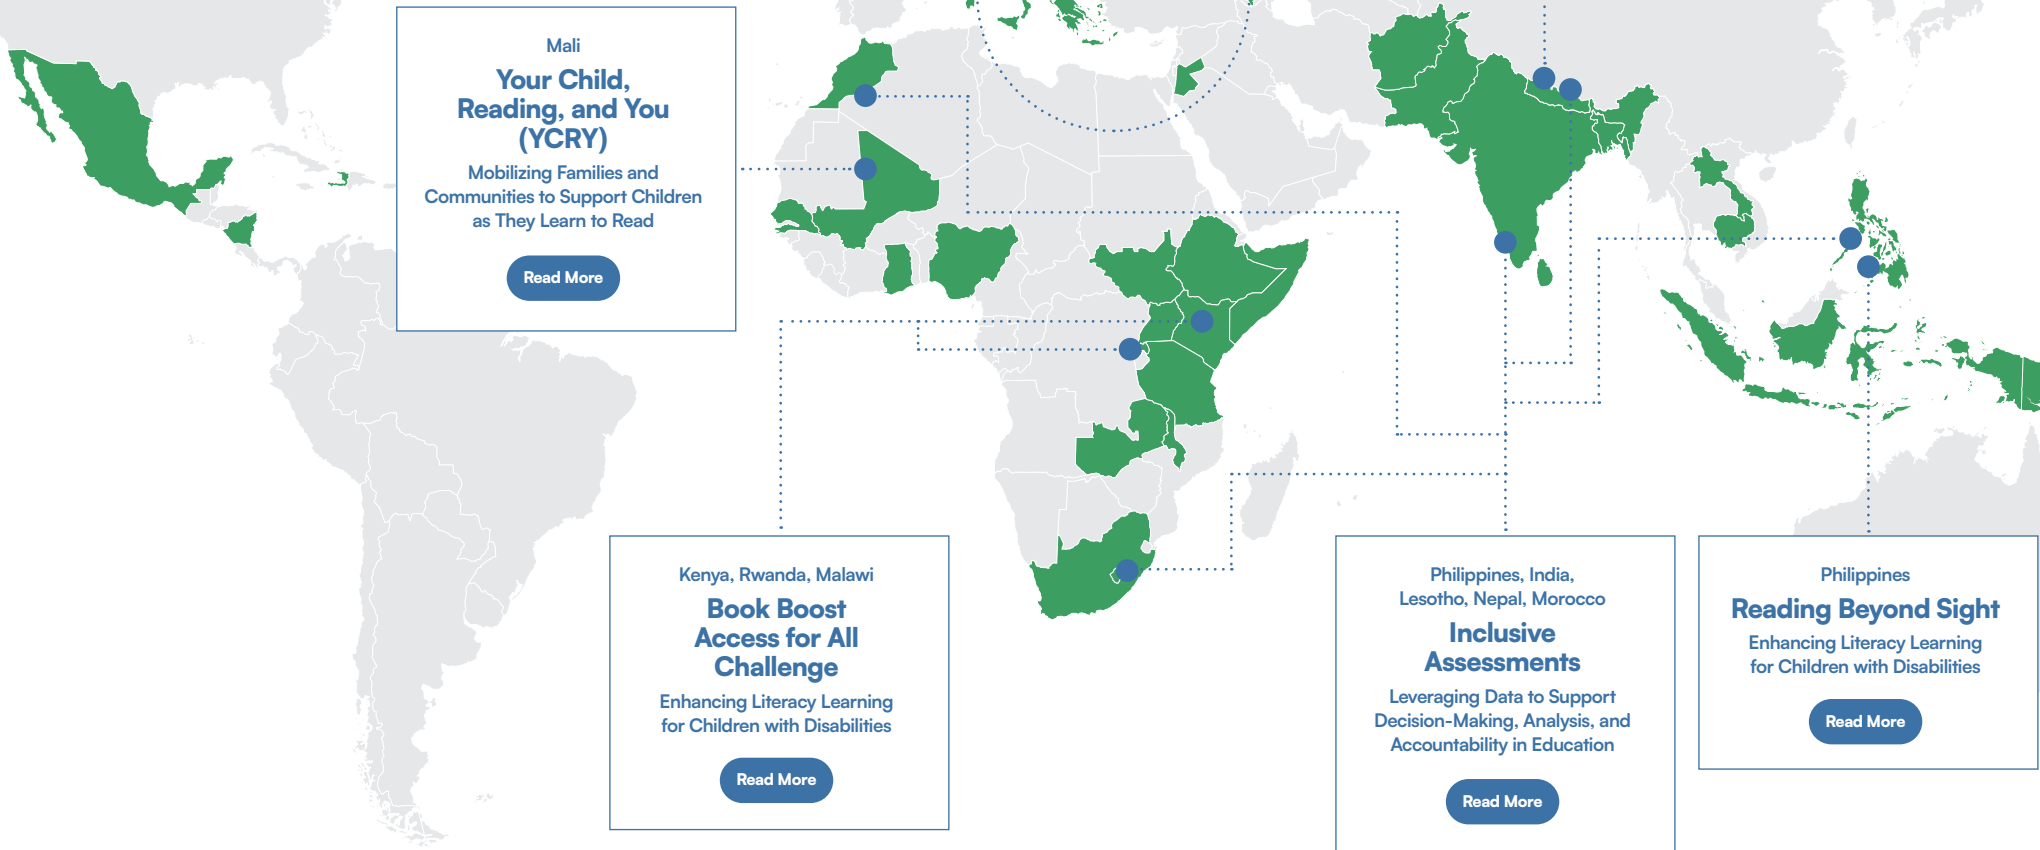 Mali
Your Child,
Reading, and You
(YCRY)
Mobilizing Families and
Communities to Support Children
as They Learn to Read
Read More
Kenya, Rwanda, Malawi
Book Boost
Access for All
Challenge
Enhancing Literacy Learning
for Children with Disabilities
Read More
Philippines, India,
Lesotho, Nepal, Morocco
Inclusive
Assessments
Leveraging Data to Support
Decision-Making, Analysis, and
Accountability in Education
Read More
Philippines
Reading Beyond Sight
Enhancing Literacy Learning
for Children with Disabilities
Read More